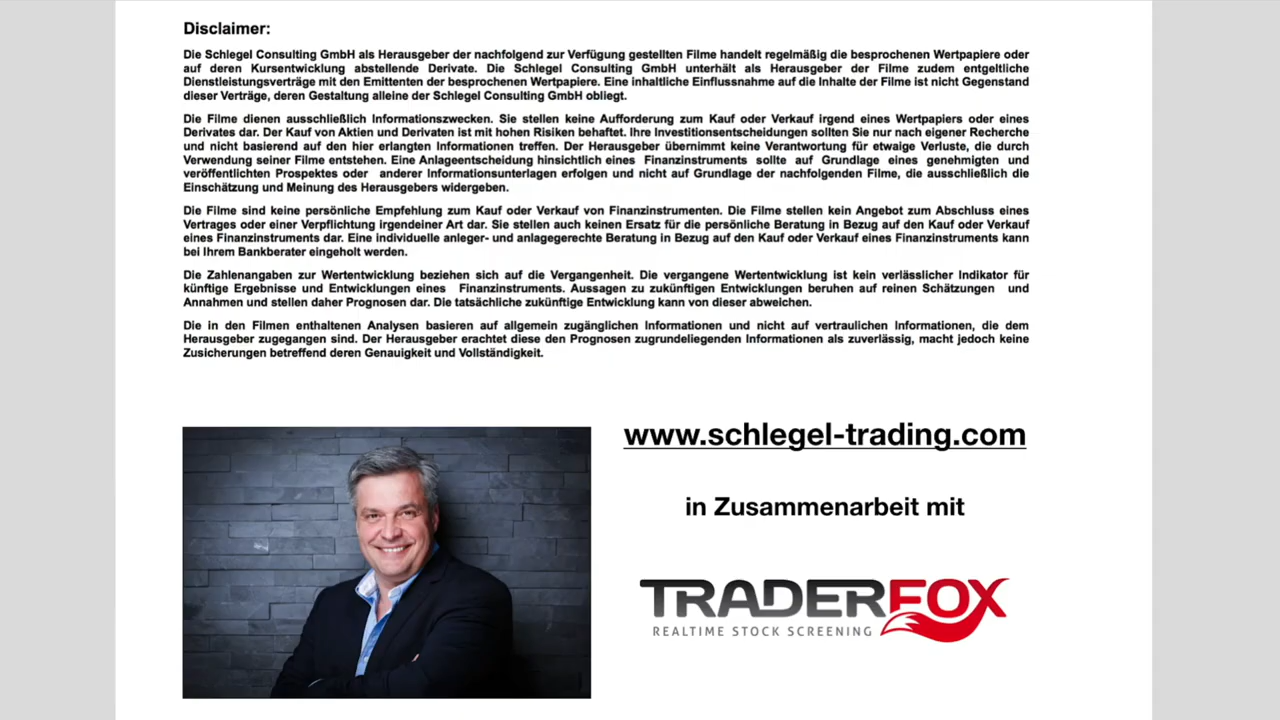 Disclaimer:
Die Schlegel Consulting GmbH als Herausgeber der nachfolgend zur Verfügung gestellten Filme handelt regelmäßig die besprochenen Wertpapiere oder
auf deren Kursentwicklung abstellende Derivate. Die Schlegel Consulting GmbH unterhält als Herausgeber der Filme zudem entgeltliche
Dienstleistungsverträge mit den Emittenten der besprochenen Wertpapiere. Eine inhaltliche Einflussnahme auf die Inhalte der Filme ist nicht Gegenstand
dieser Verträge, deren Gestaltung alleine der Schlegel Consulting GmbH obliegt.
Die Filme dienen ausschließlich Informationszwecken. Sie stellen keine Aufforderung zum Kauf oder Verkauf irgend eines Wertpapiers oder eines
Derivates dar. Der Kauf von Aktien und Derivaten ist mit hohen Risiken behaftet. Ihre Investitionsentscheidungen sollten Sie nur nach eigener Recherche
und nicht basierend auf den hier erlangten Informationen treffen. Der Herausgeber übernimmt keine Verantwortung für etwaige Verluste, die durch
Verwendung seiner Filme entstehen. Eine Anlageentscheidung hinsichtlich eines Finanzinstruments sollte auf Grundlage eines genehmigten und
veröffentlichten Prospektes oder anderer Informationsunterlagen erfolgen und nicht auf Grundlage der nachfolgenden Filme, die ausschließlich die
Einschätzung und Meinung des Herausgebers widergeben.
Die Filme sind keine persönliche Empfehlung zum Kauf oder Verkauf von Finanzinstrumenten. Die Filme stellen kein Angebot zum Abschluss eines
Vertrages oder einer Verpflichtung irgendeiner Art dar. Sie stellen auch keinen Ersatz für die persönliche Beratung in Bezug auf den Kauf oder Verkauf
eines Finanzinstruments dar. Eine individuelle anleger- und anlagegerechte Beratung in Bezug auf den Kauf oder Verkauf eines Finanzinstruments kann
bei Ihrem Bankberater eingeholt werden.
Die Zahlenangaben zur Wertentwicklung beziehen sich auf die Vergangenheit. Die vergangene Wertentwicklung ist kein verlässlicher Indikator für
künftige Ergebnisse und Entwicklungen eines Finanzinstruments. Aussagen zu zukünftigen Entwicklungen beruhen auf reinen Schätzungen und
Annahmen und stellen daher Prognosen dar. Die tatsächliche zukünftige Entwicklung kann von dieser abweichen.
Die in den Filmen enthaltenen Analysen basieren auf allgemein zugänglichen Informationen und nicht auf vertraulichen Informationen, die dem
Herausgeber zugegangen sind. Der Herausgeber erachtet diese den Prognosen zugrundeliegenden Informationen als zuverlässig, macht jedoch keine
Zusicherungen betreffend deren Genauigkeit und Vollständigkeit.
www.schlegel-trading.com
in Zusammenarbeit mit
TRADERFOX
REALTIME STOCK SCREENING